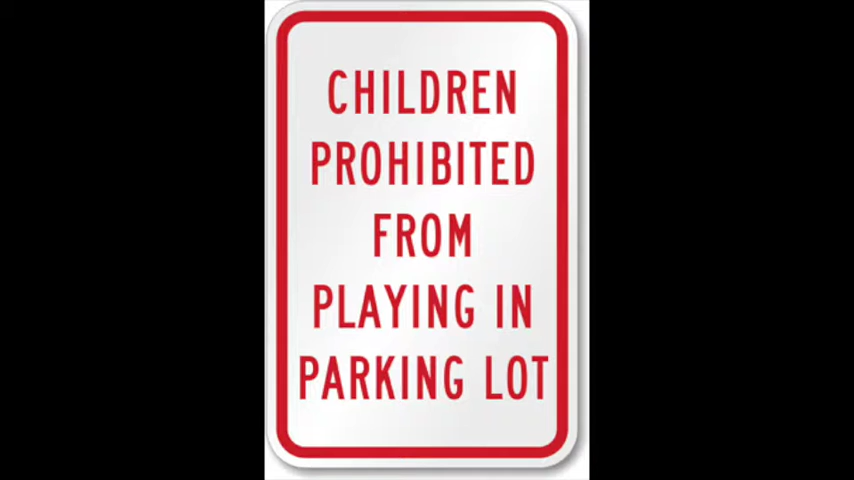 CHILDREN
PROHIBITED
FROM
PLAYING IN
PARKING LOT